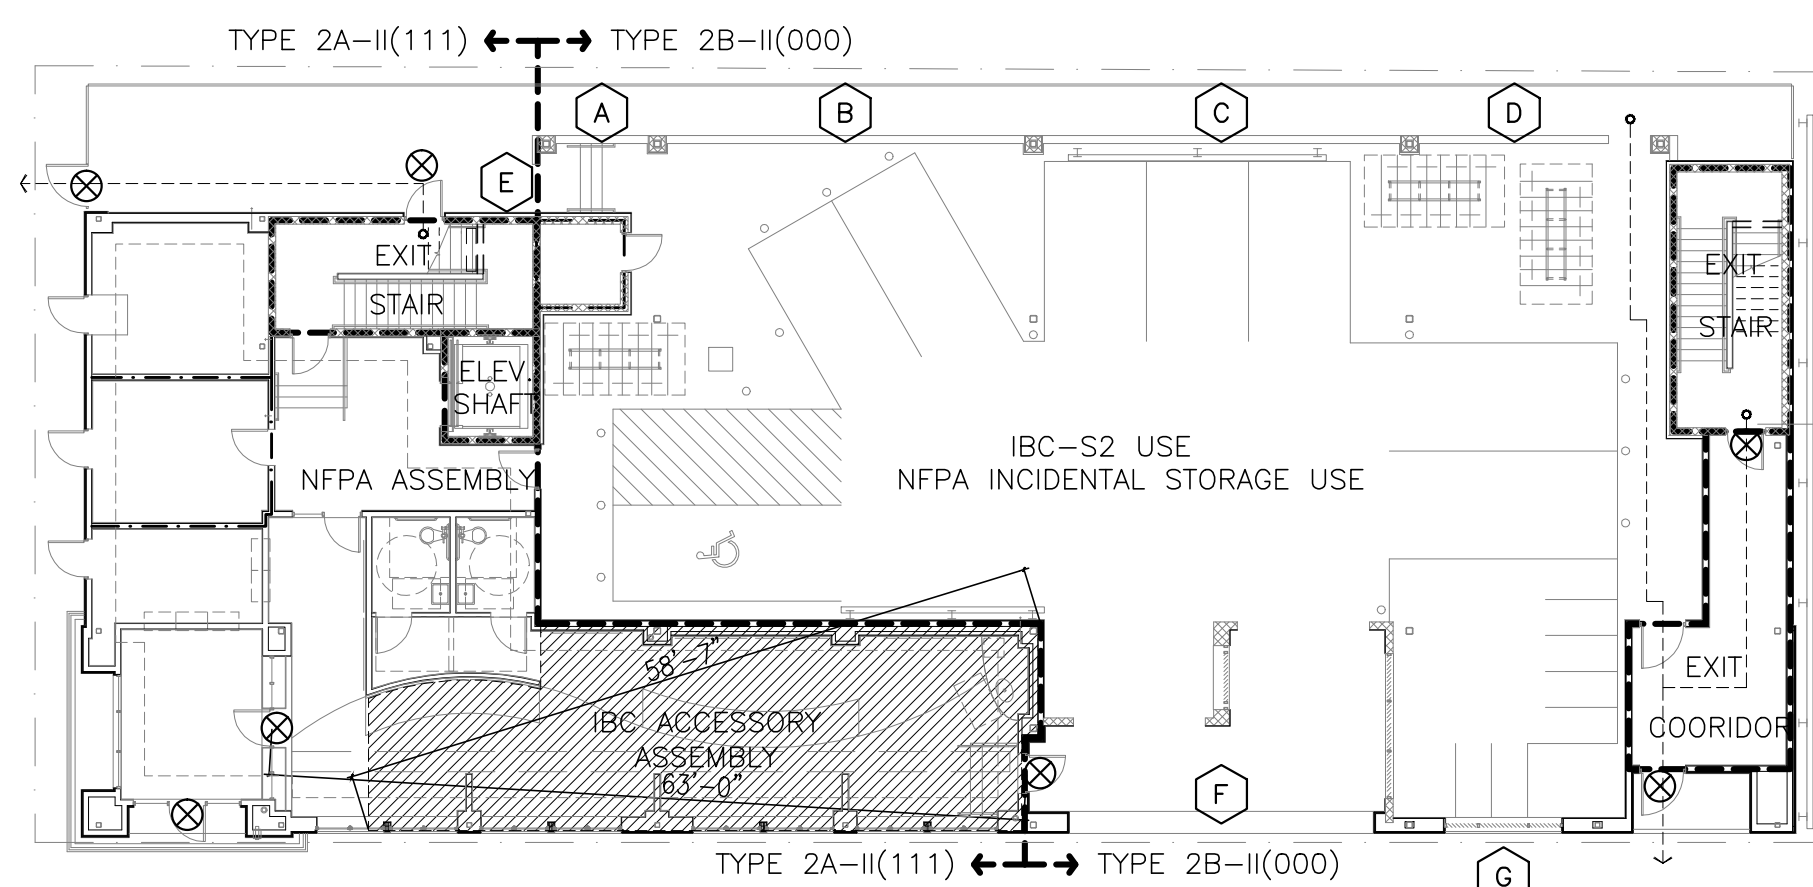 TYPE 2A-II(111)
TYPE 2B-II(000)
A
B
C
D
E
EXIT
STAIR
EXIT
STAIR
ELEV.
SHAFT
IBC-S2 USE
NFPA INCIDENTAL STORAGE USE
NFPA ASSEMBLY
58'-7"
EXIT
COORIDOR
IBC ACCESSORY
ASSEMBLY
63'-0"
F
TYPE 2A-II(111)
TYPE 2B-II(000)
G